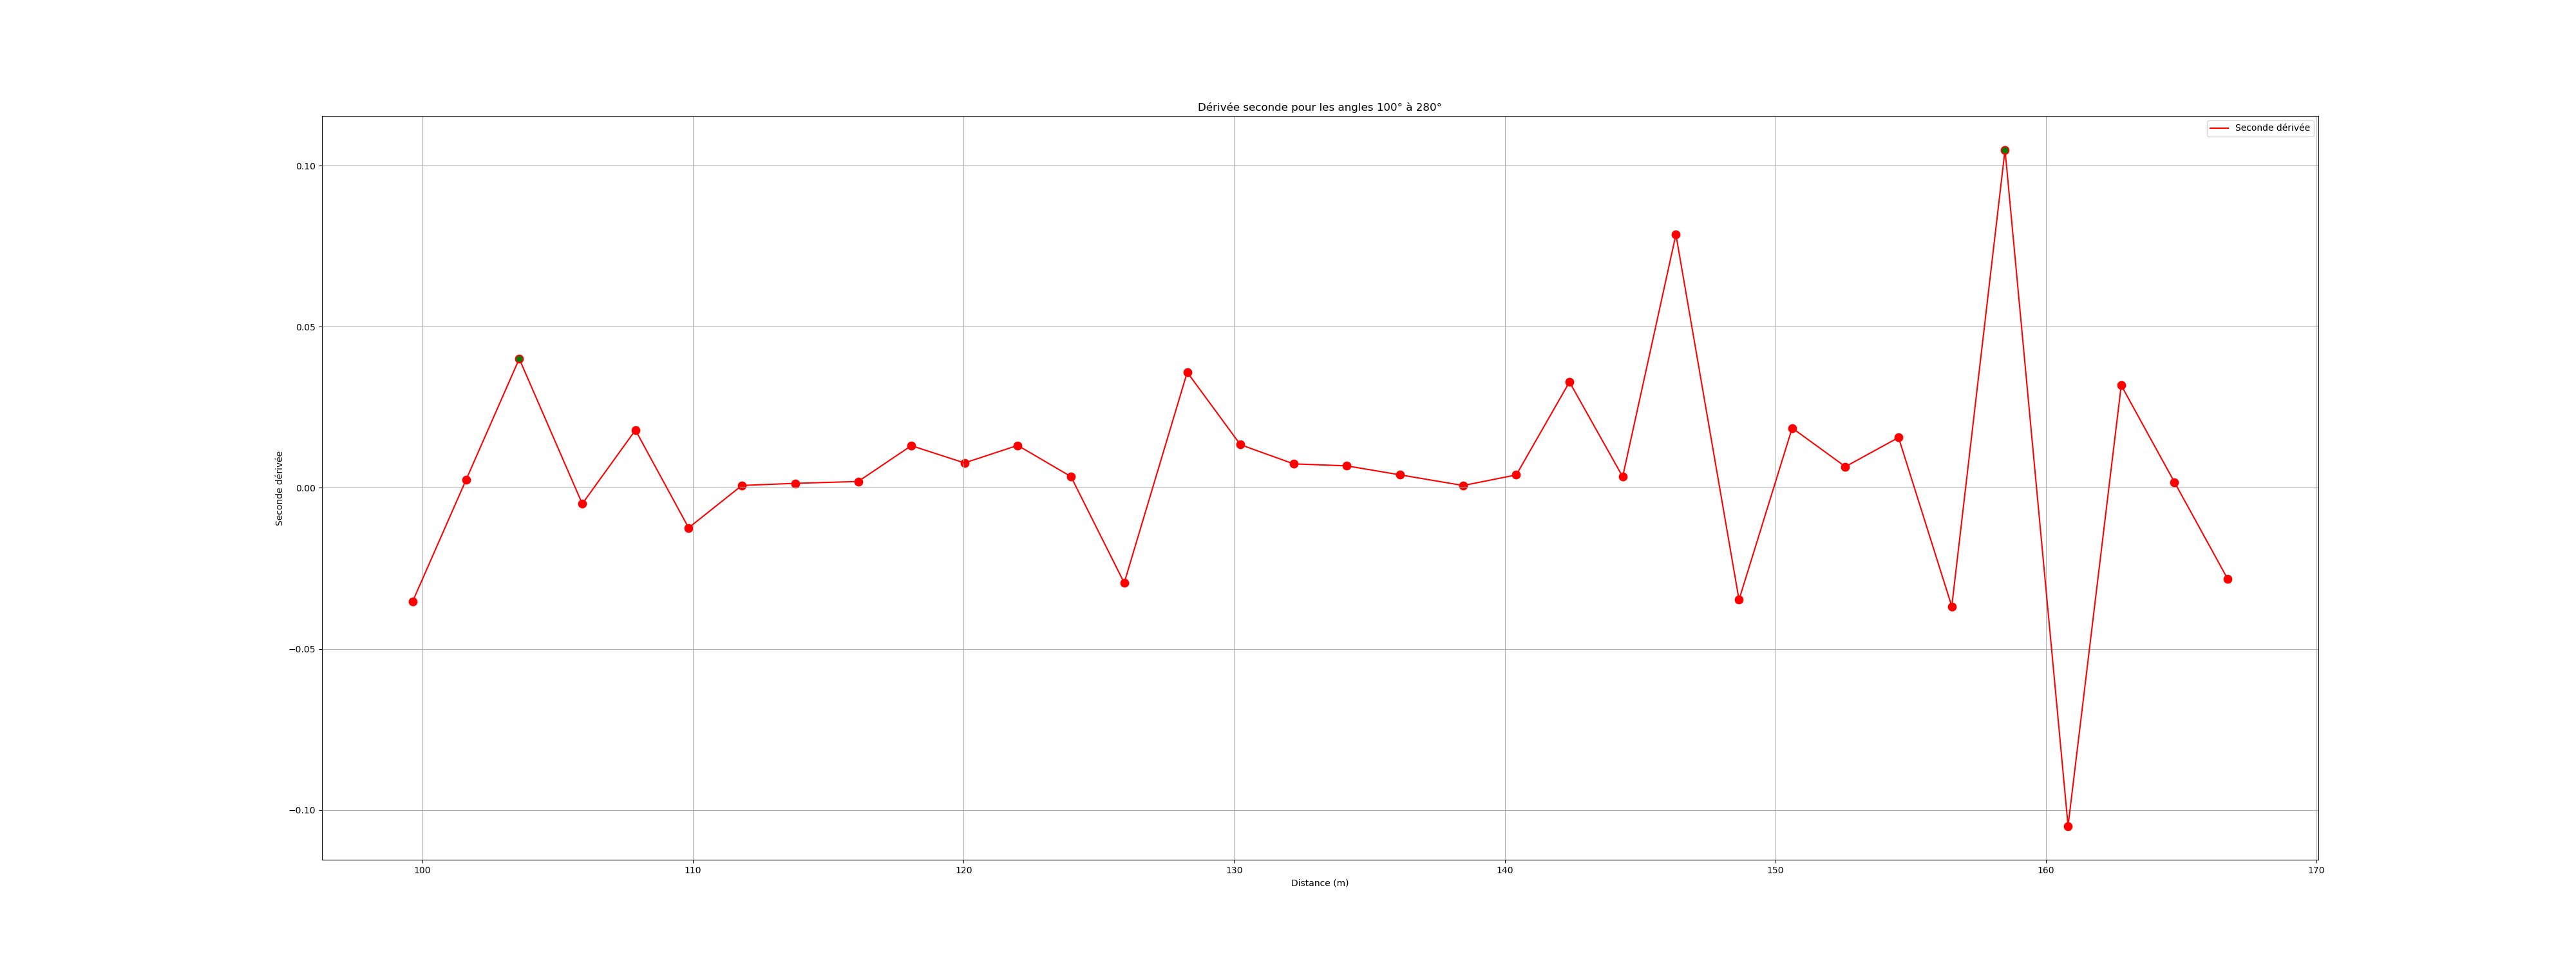 Dérivée seconde pour les angles 100° à 280°
Seconde dérivée
0.10
0.05
0.00
−0.05
−0.10
Seconde dérivée
100 110 120 130 140 150 160 170
Distance (m)